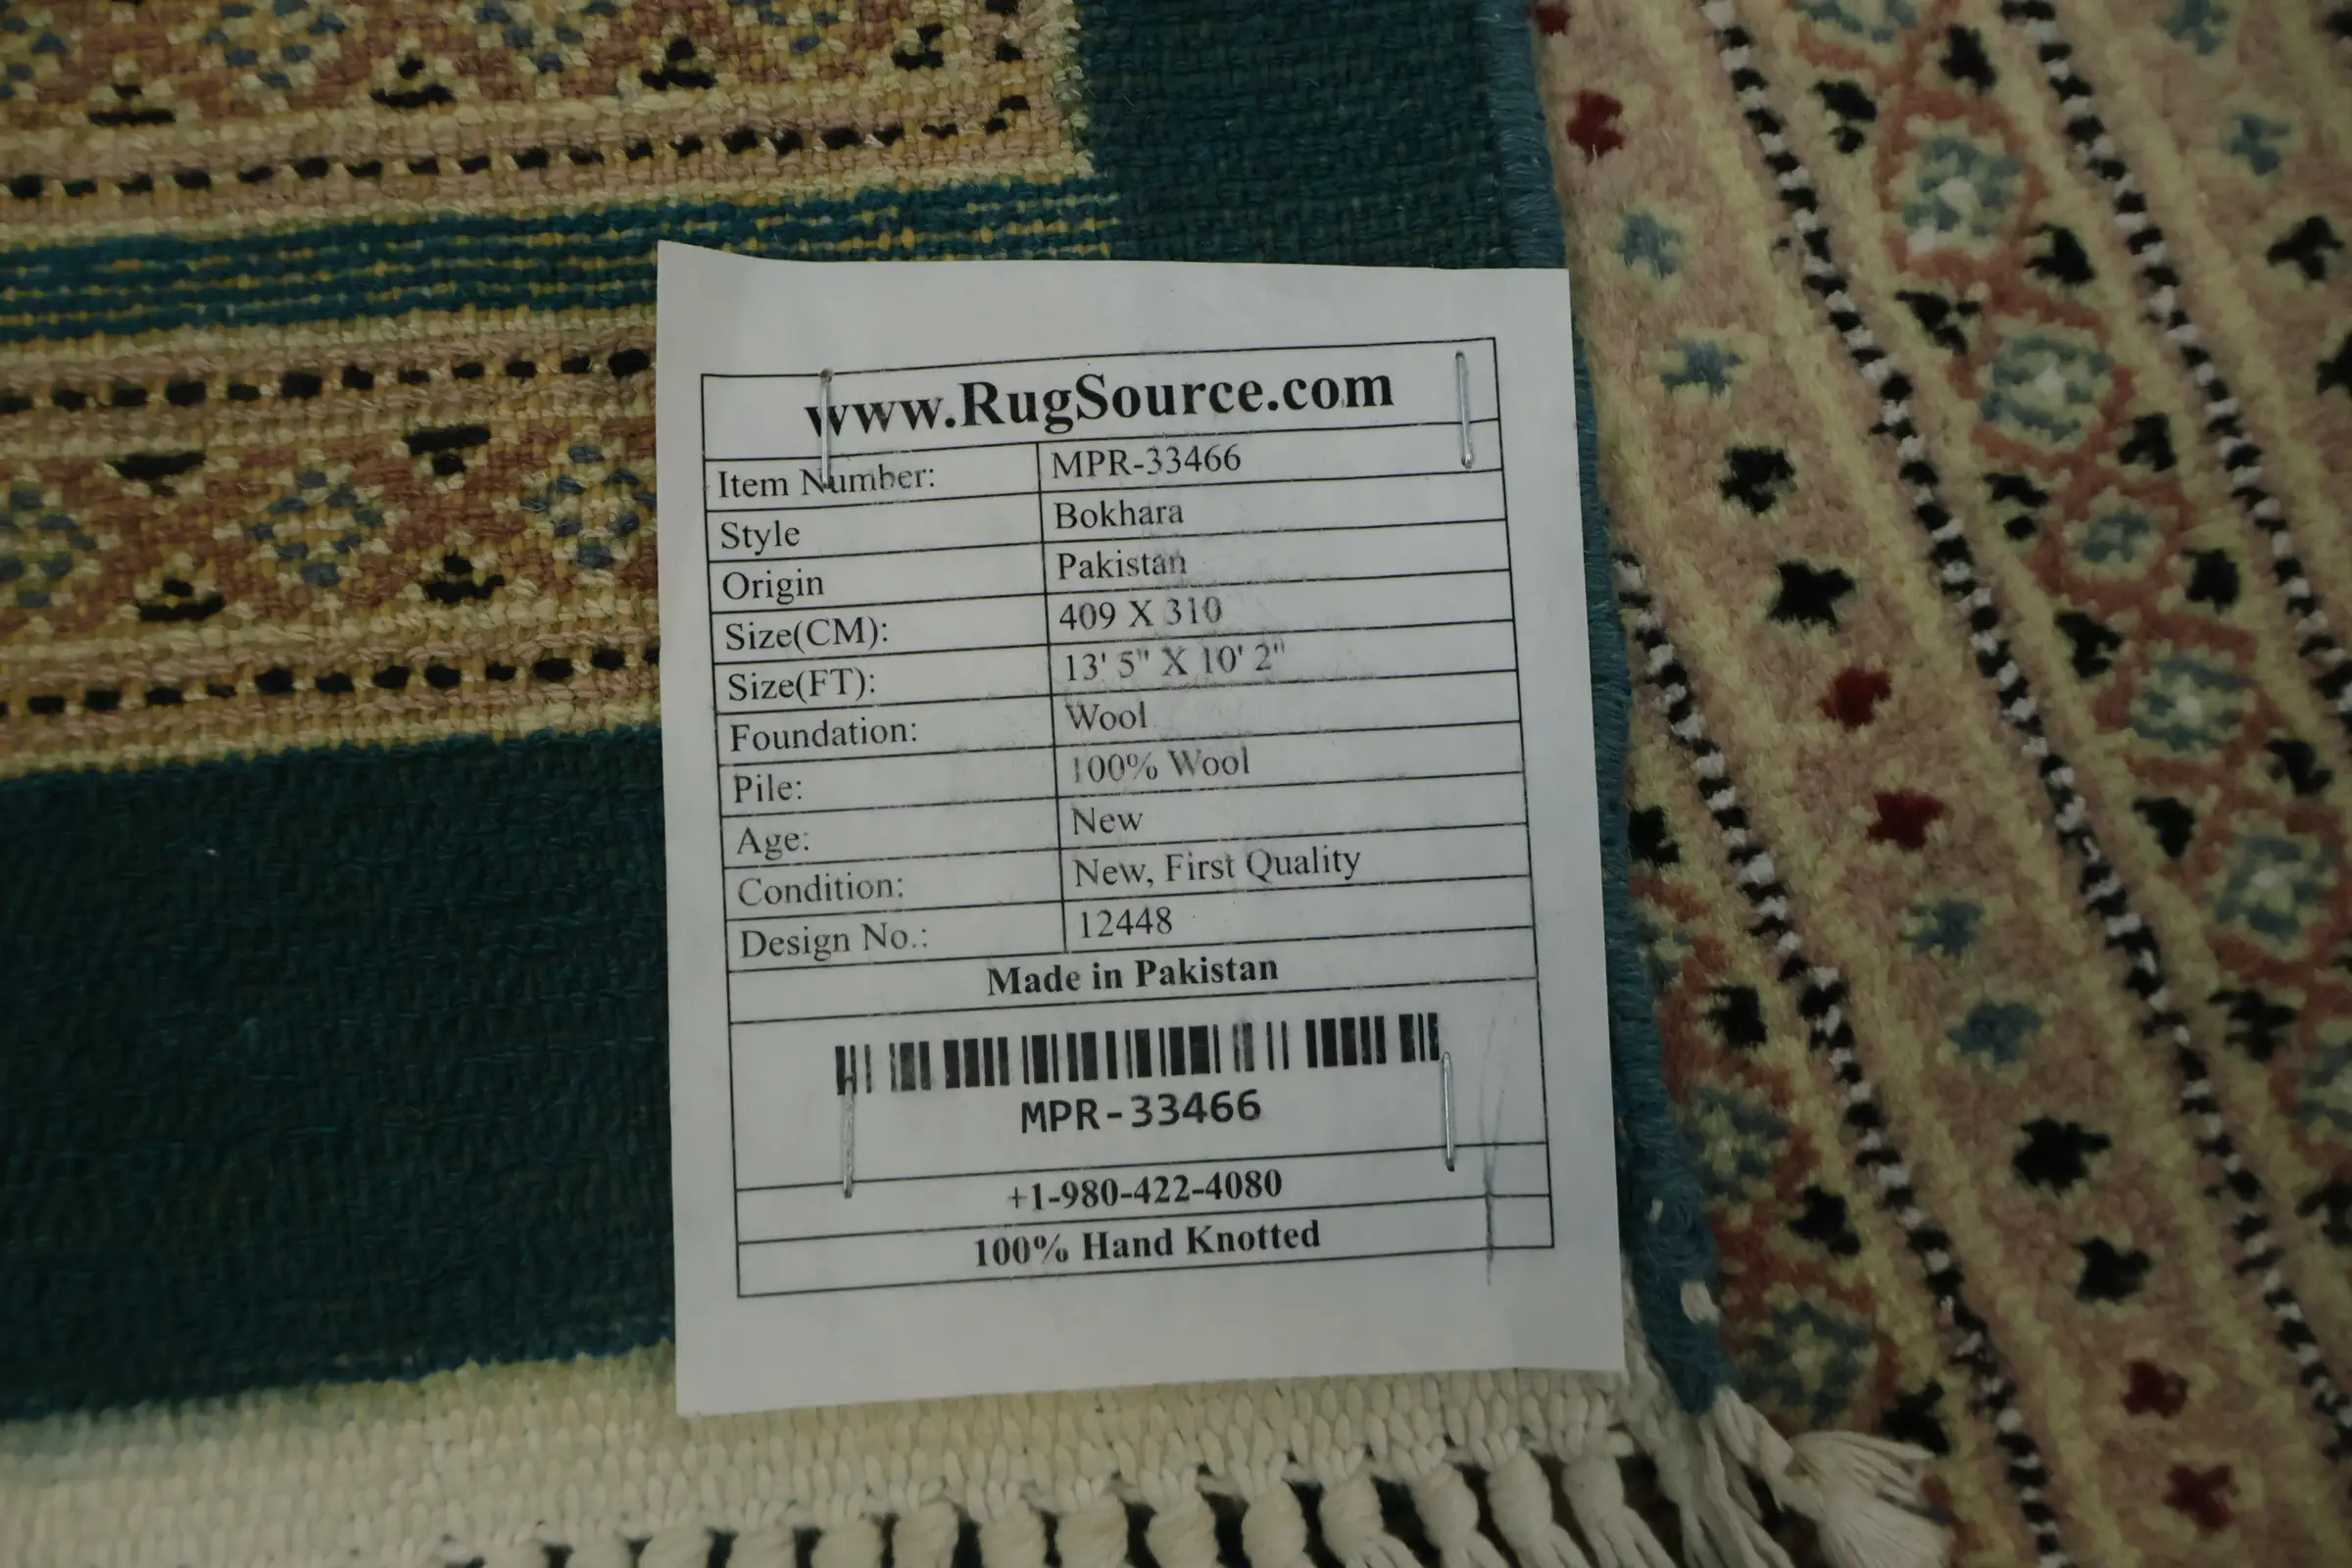 www.RugSource.com
Item Number: MPR-33466
Style Bokhara
Origin Pakistan
Size(CM): 409 X 310
Size(FT): 13' 5" X 10' 2"
Foundation: Wool
Pile: 100% Wool
Age: New
Condition: New, First Quality
Design No.: 12448
Made in Pakistan
MPR-33466
+1-980-422-4080
100% Hand Knotted